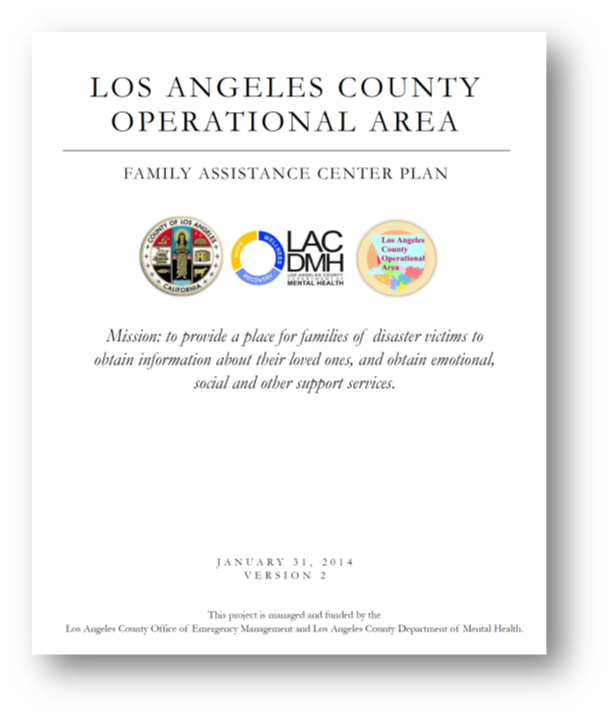 LOS ANGELES COUNTY
OPERATIONAL AREA
FAMILY ASSISTANCE CENTER PLAN
COUNTY OF LOS ANGELES
CALIFORNIA
HOPE
WELLNESS
RECOVERY
LAC
DMH
LOS ANGELES COUNTY
DEPARTMENT OF
MENTAL HEALTH
Los Angeles
County
Operational
Area
Mission: to provide a place for families of disaster victims to
obtain information about their loved ones, and obtain emotional,
social and other support services.
JANUARY 31, 2014
VERSION 2
This project is managed and funded by the
Los Angeles County Office of Emergency Management and Los Angeles County Department of Mental Health.